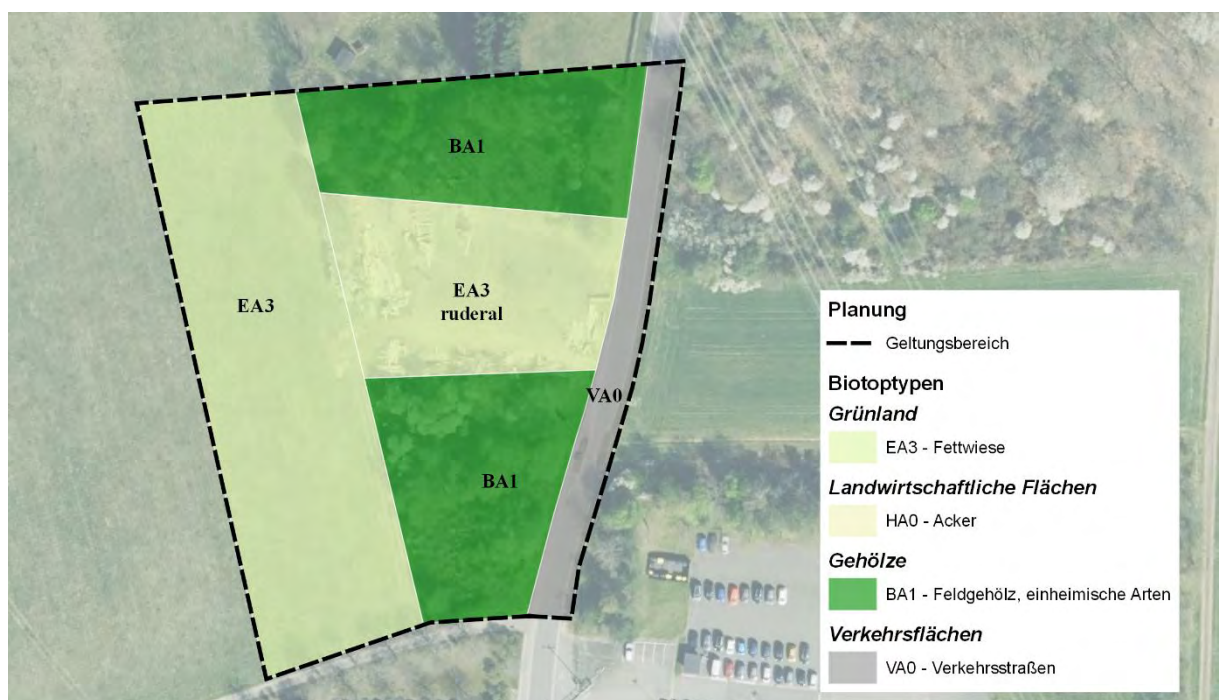 BA1
EA3
EA3
ruderal
VA0
BA1
Planung
Geltungsbereich
Biotoptypen
Grünland
EA3 - Fettwiese
Landwirtschaftliche Flächen
HA0 - Acker
Gehölze
BA1 - Feldgehölz, einheimische Arten
Verkehrsflächen
VA0 - Verkehrsstraßen